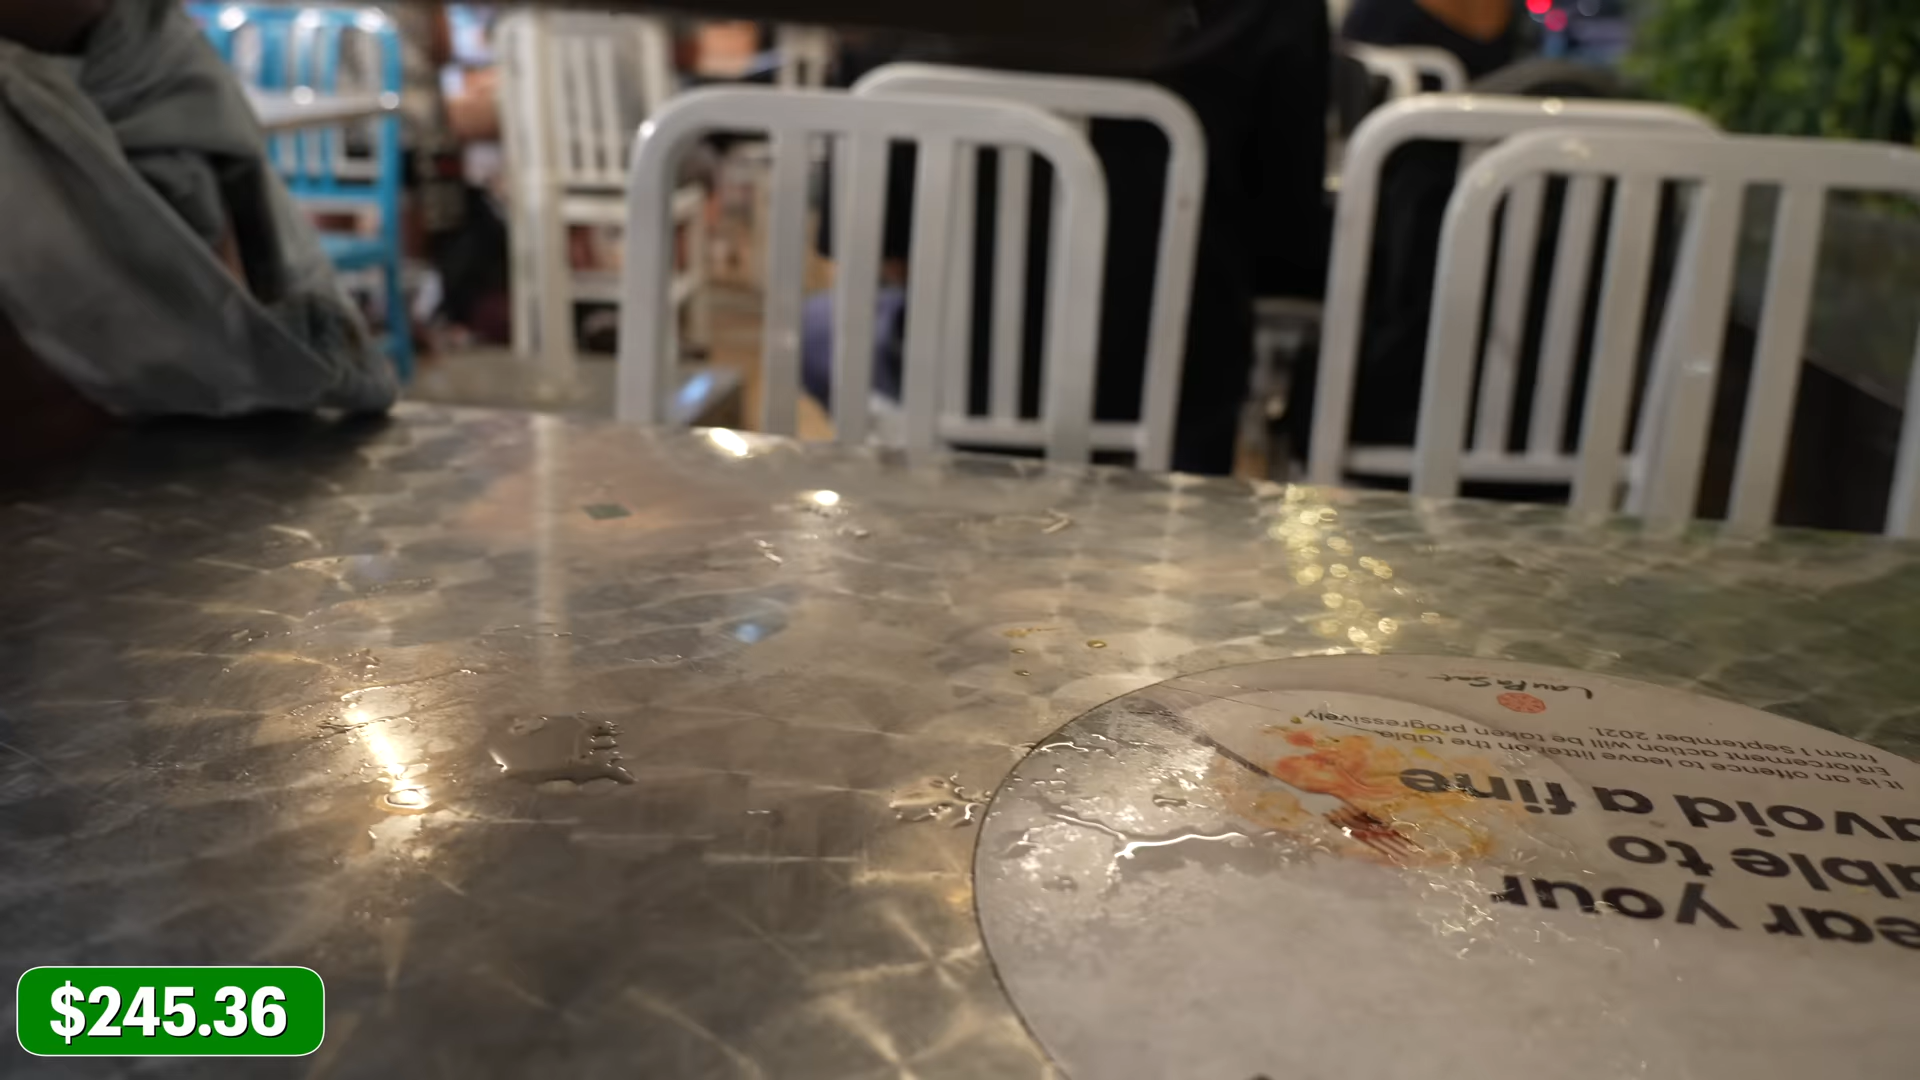 ear your
able to
avoid a fine
It is an offence to leave litter on the table.
Enforcement action will be taken progressively
from 1 September 2021.
Lau Pa Sat
$245.36